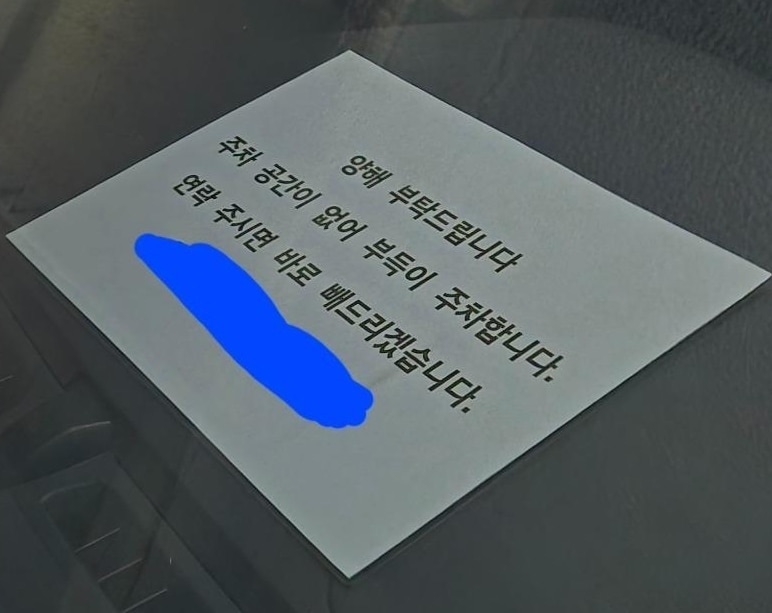 양해 부탁드립니다
주차 공간이 없어 부득이 주차합니다.
연락 주시면 바로 빼드리겠습니다.